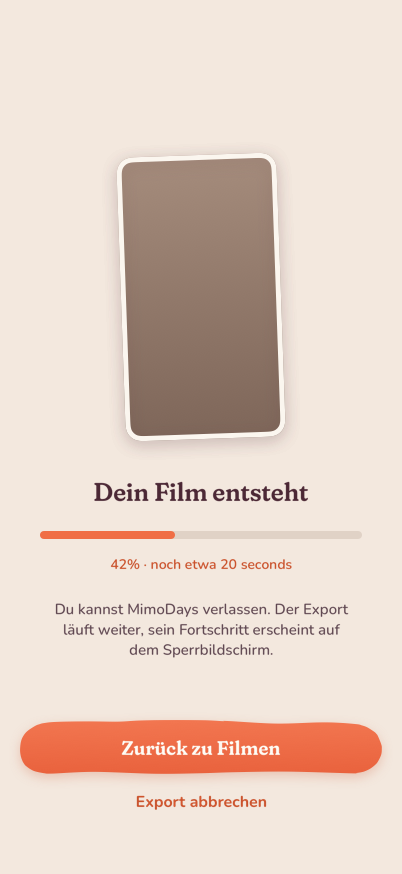 Dein Film entsteht
42% · noch etwa 20 seconds
Du kannst MimoDays verlassen. Der Export
läuft weiter, sein Fortschritt erscheint auf
dem Sperrbildschirm.
Zurück zu Filmen
Export abbrechen